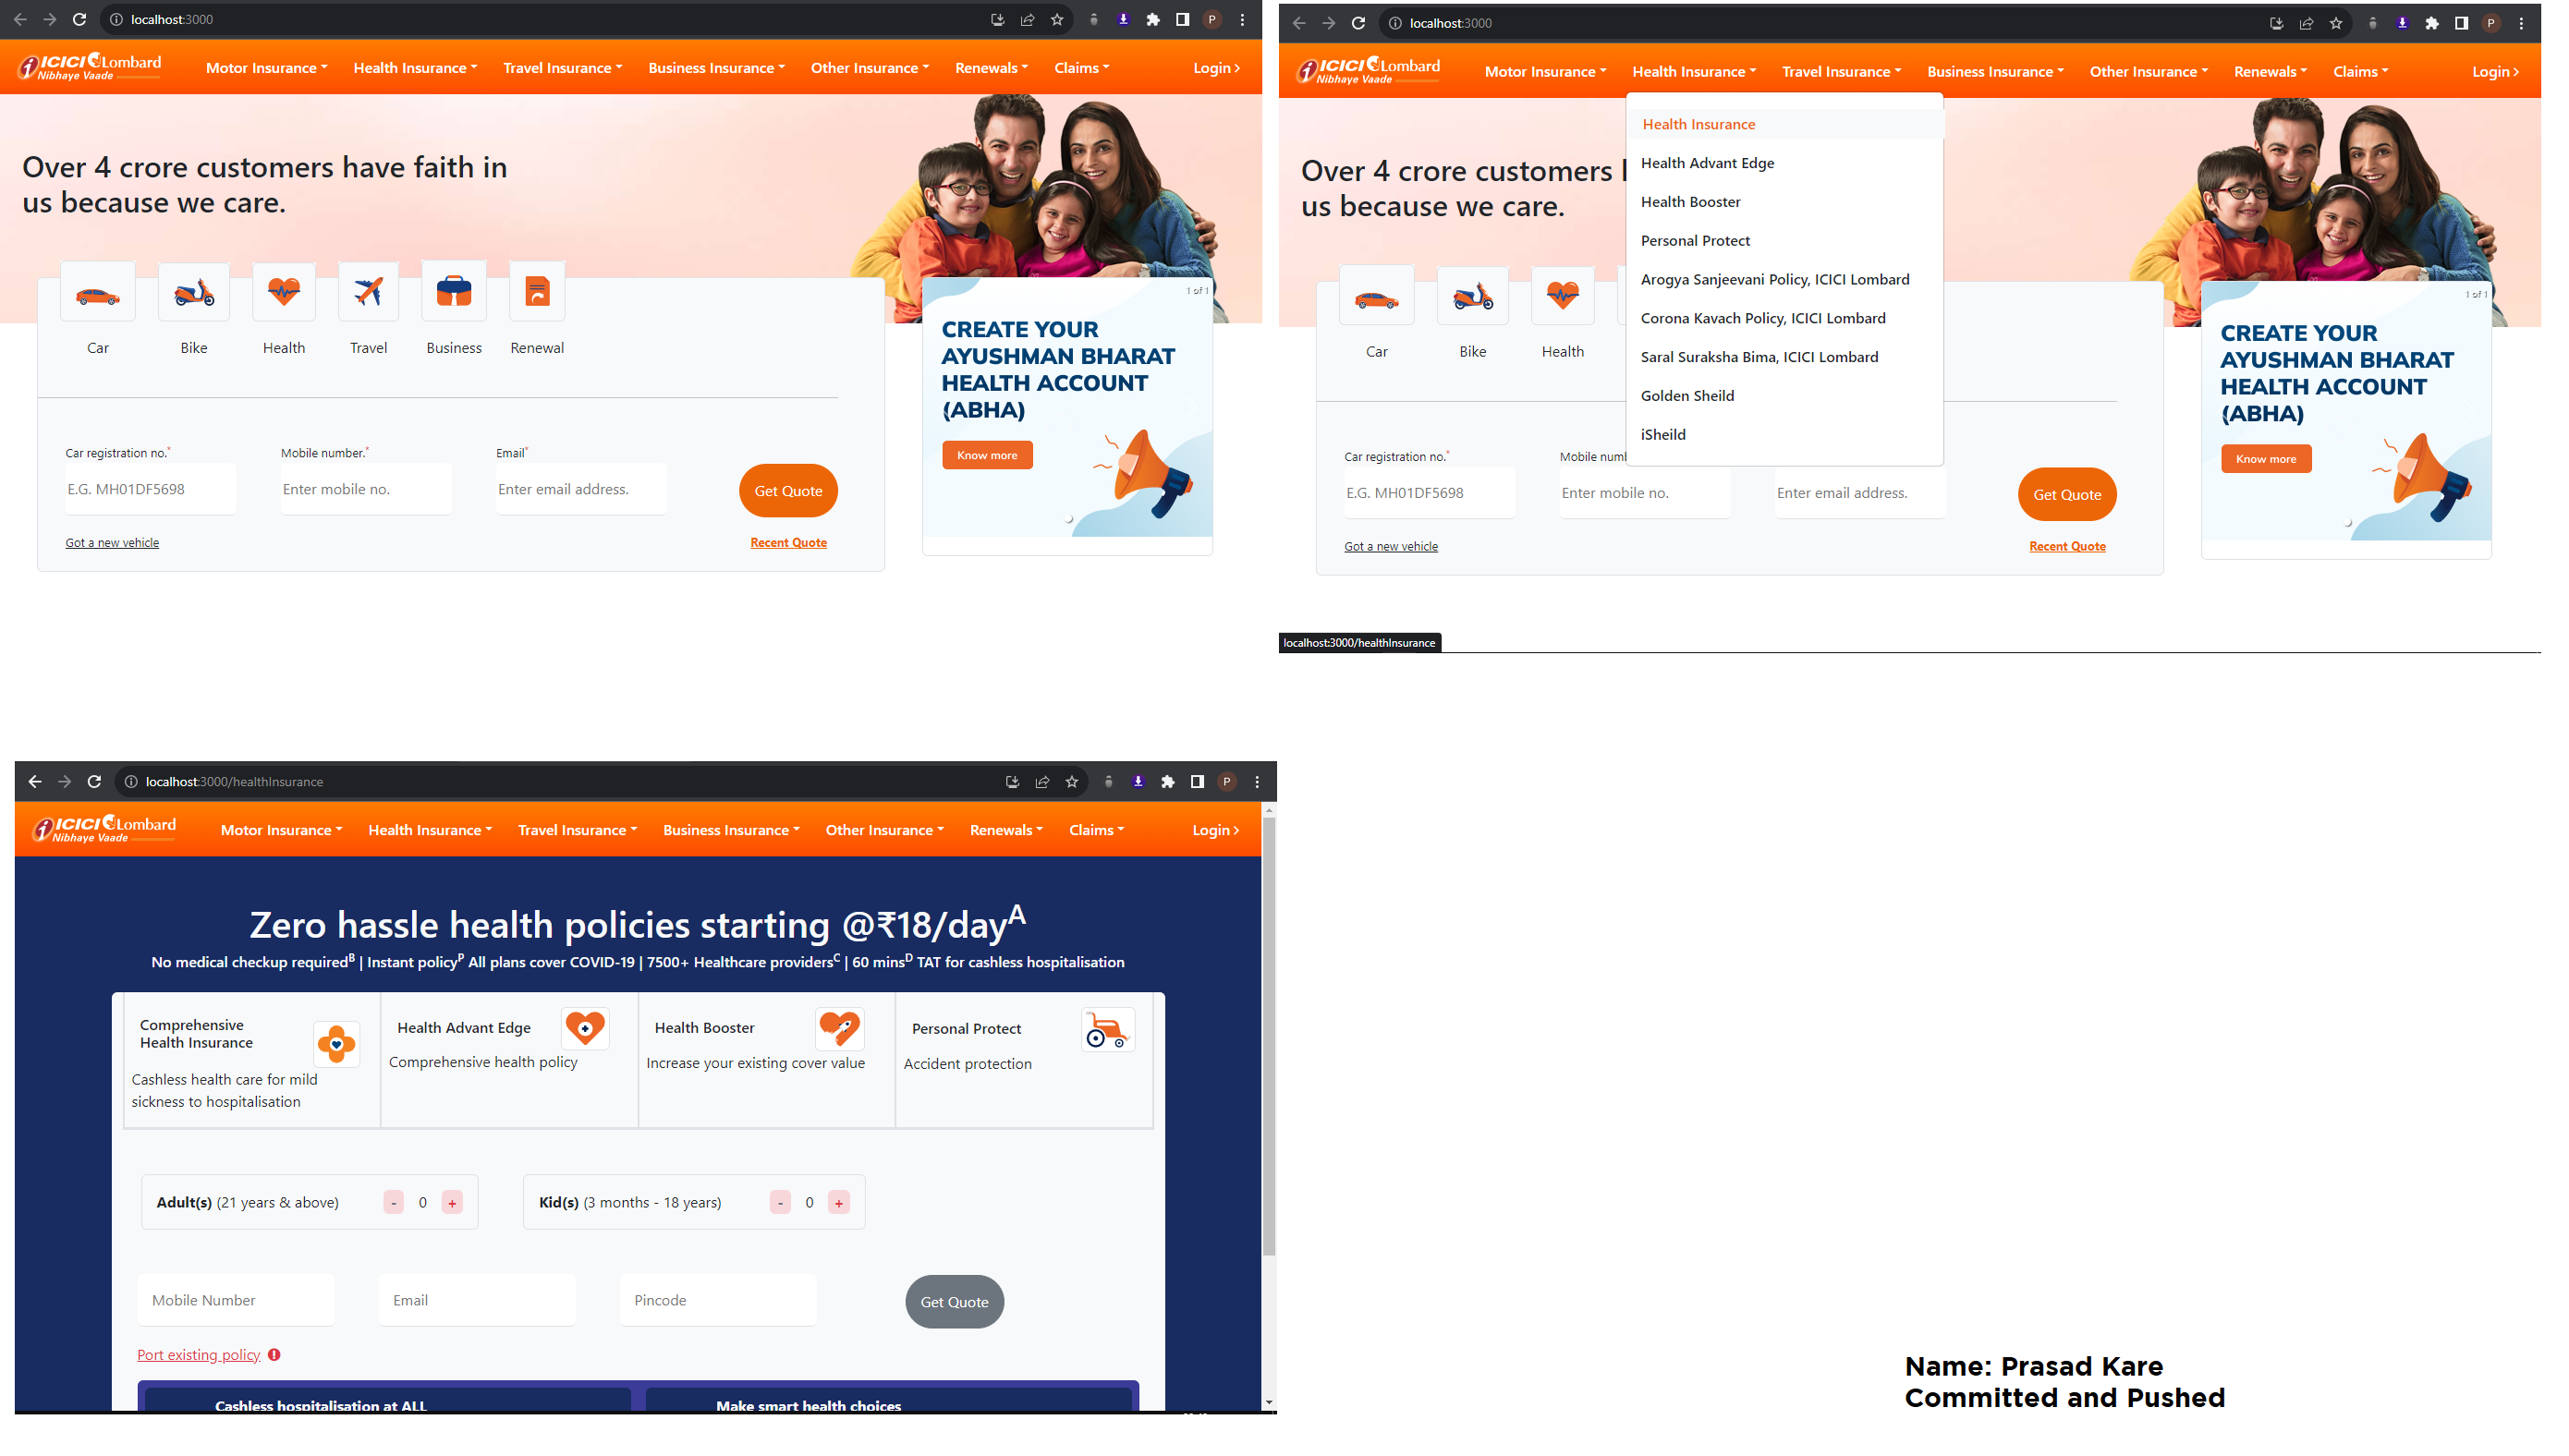 localhost:3000
P
ICICI Lombard
Nibhaye Vaade
Motor Insurance Health Insurance Travel Insurance Business Insurance Other Insurance Renewals Claims Login
Over 4 crore customers have faith in
us because we care.
Car Bike Health Travel Business Renewal
Car registration no.* Mobile number.* Email*
E.G. MH01DF5698 Enter mobile no. Enter email address. Get Quote
Got a new vehicle Recent Quote
1 of 1
CREATE YOUR
AYUSHMAN BHARAT
HEALTH ACCOUNT
(ABHA)
Know more
localhost:3000
P
ICICI Lombard
Nibhaye Vaade
Motor Insurance Health Insurance Travel Insurance Business Insurance Other Insurance Renewals Claims Login
Health Insurance
Health Advant Edge
Health Booster
Personal Protect
Arogya Sanjeevani Policy, ICICI Lombard
Corona Kavach Policy, ICICI Lombard
Saral Suraksha Bima, ICICI Lombard
Golden Sheild
iSheild
Over 4 crore customers
us because we care.
Car Bike Health
Car registration no.* Mobile
E.G. MH01DF5698 Enter mobile no. Enter email address. Get Quote
Got a new vehicle Recent Quote
1 of 1
CREATE YOUR
AYUSHMAN BHARAT
HEALTH ACCOUNT
(ABHA)
Know more
localhost:3000/healthInsurance
localhost:3000/healthInsurance
P
ICICI Lombard
Nibhaye Vaade
Motor Insurance Health Insurance Travel Insurance Business Insurance Other Insurance Renewals Claims Login
Zero hassle health policies starting @₹18/dayA
No medical checkup requiredB | Instant policyP All plans cover COVID-19 | 7500+ Healthcare providersC | 60 minsD TAT for cashless hospitalisation
Comprehensive
Health Insurance
Cashless health care for mild
sickness to hospitalisation
Health Advant Edge
Comprehensive health policy
Health Booster
Increase your existing cover value
Personal Protect
Accident protection
Adult(s) (21 years & above) - 0 + Kid(s) (3 months - 18 years) - 0 +
Mobile Number Email Pincode Get Quote
Port existing policy
Cashless hospitalisation at ALL Make smart health choices
Name: Prasad Kare
Committed and Pushed